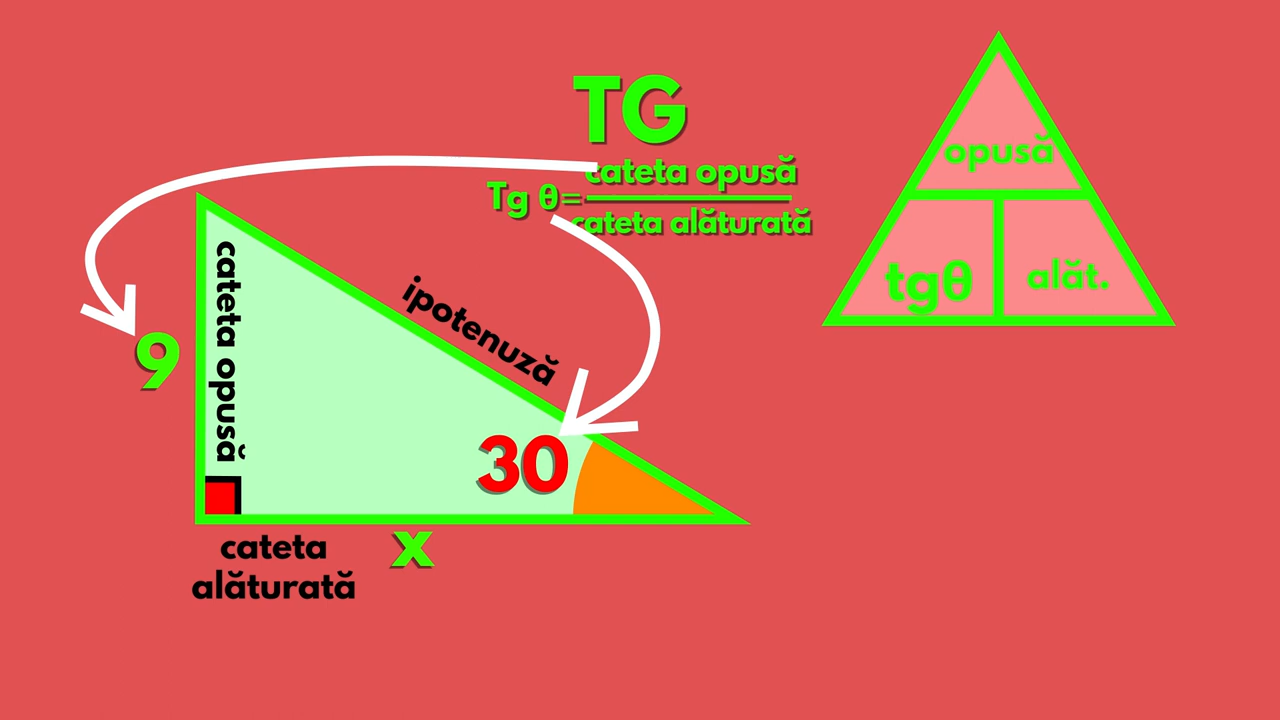 TG
Tg θ=
cateta opusă
cateta alăturată
opusă
tgθ
alăt.
9
cateta opusă
ipotenuză
30
x
cateta
alăturată